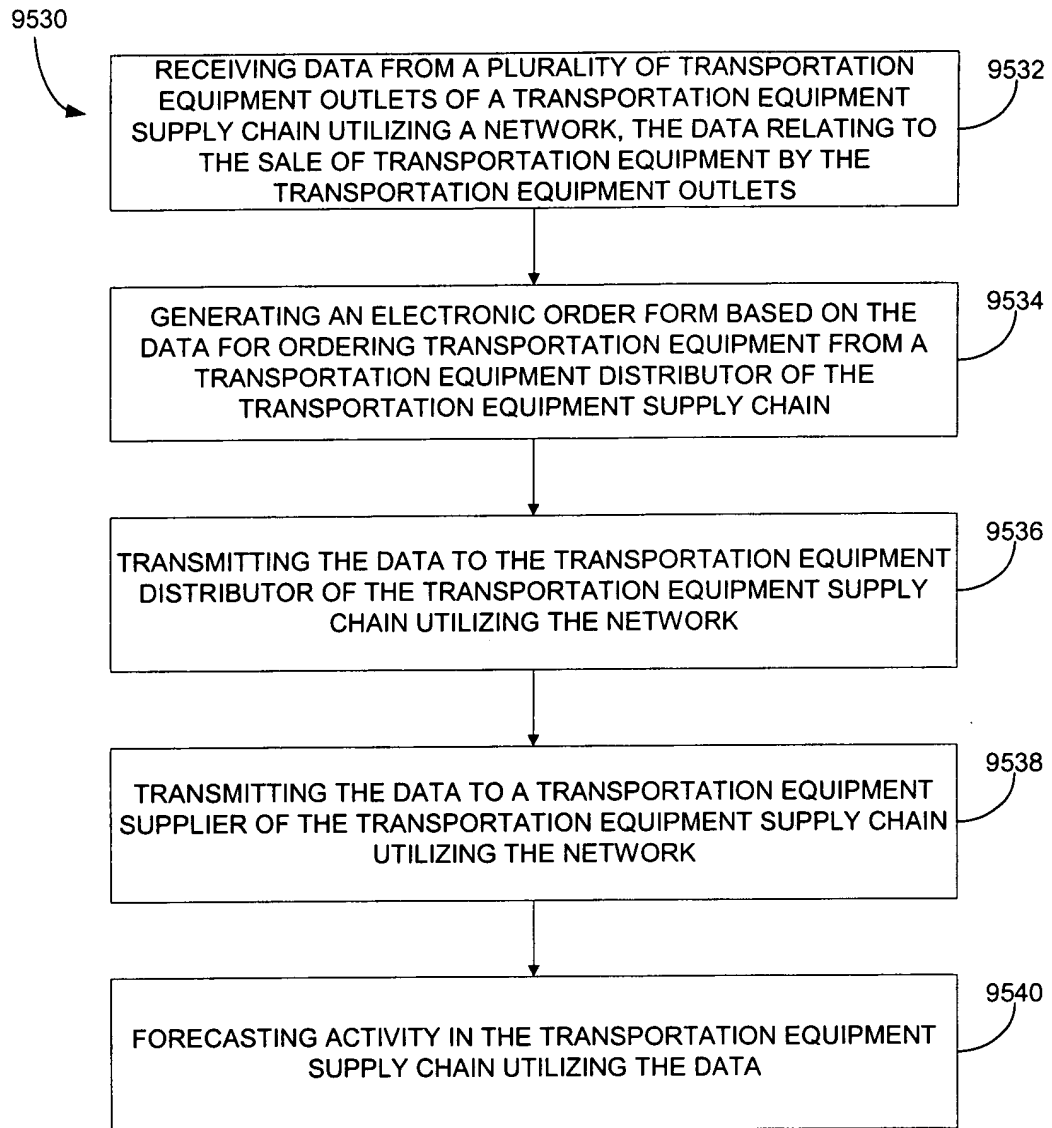 9530
RECEIVING DATA FROM A PLURALITY OF TRANSPORTATION
EQUIPMENT OUTLETS OF A TRANSPORTATION EQUIPMENT
SUPPLY CHAIN UTILIZING A NETWORK, THE DATA RELATING TO
THE SALE OF TRANSPORTATION EQUIPMENT BY THE
TRANSPORTATION EQUIPMENT OUTLETS
9532
GENERATING AN ELECTRONIC ORDER FORM BASED ON THE
DATA FOR ORDERING TRANSPORTATION EQUIPMENT FROM A
TRANSPORTATION EQUIPMENT DISTRIBUTOR OF THE
TRANSPORTATION EQUIPMENT SUPPLY CHAIN
9534
TRANSMITTING THE DATA TO THE TRANSPORTATION EQUIPMENT
DISTRIBUTOR OF THE TRANSPORTATION EQUIPMENT SUPPLY
CHAIN UTILIZING THE NETWORK
9536
TRANSMITTING THE DATA TO A TRANSPORTATION EQUIPMENT
SUPPLIER OF THE TRANSPORTATION EQUIPMENT SUPPLY CHAIN
UTILIZING THE NETWORK
9538
FORECASTING ACTIVITY IN THE TRANSPORTATION EQUIPMENT
SUPPLY CHAIN UTILIZING THE DATA
9540